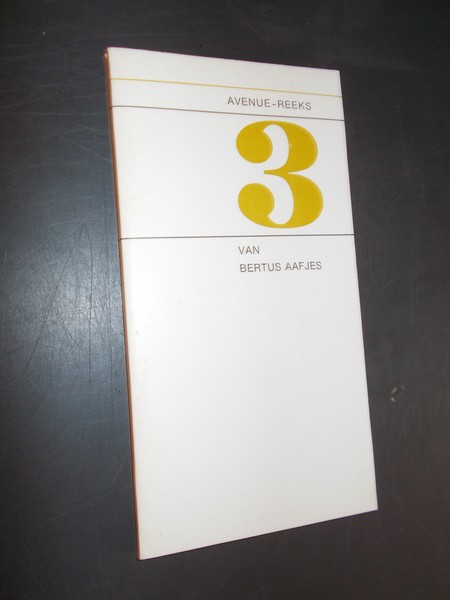 AVENUE-REEKS
3
VAN
BERTUS AAFJES